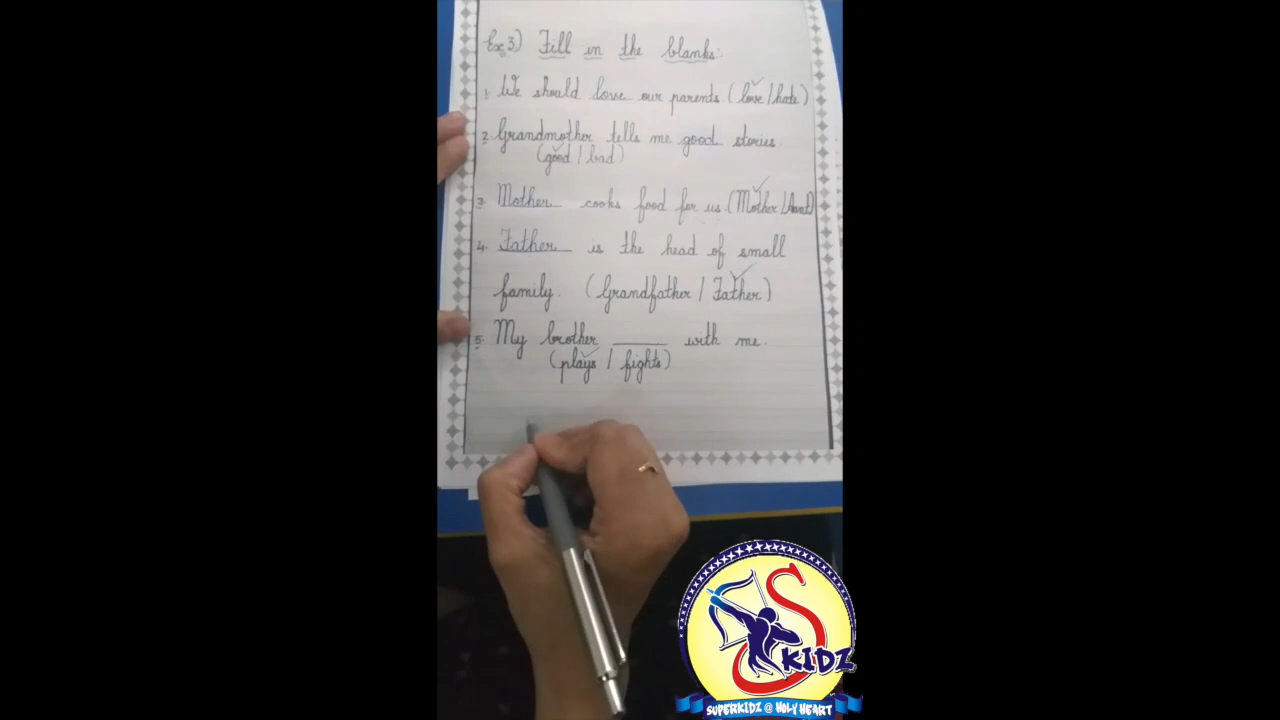 Ex 3) Fill in the blanks:
1. We should love our parents (love / hate)
2. Grandmother tells me good stories.
(good / bad)
3. Mother cooks food for us. (Mother / Aunt)
4. Father is the head of small
family. (Grandfather / Father)
5. My brother ______ with me.
(plays / fights)
S
KIDZ
SUPERKIDZ @ HOLY HEART